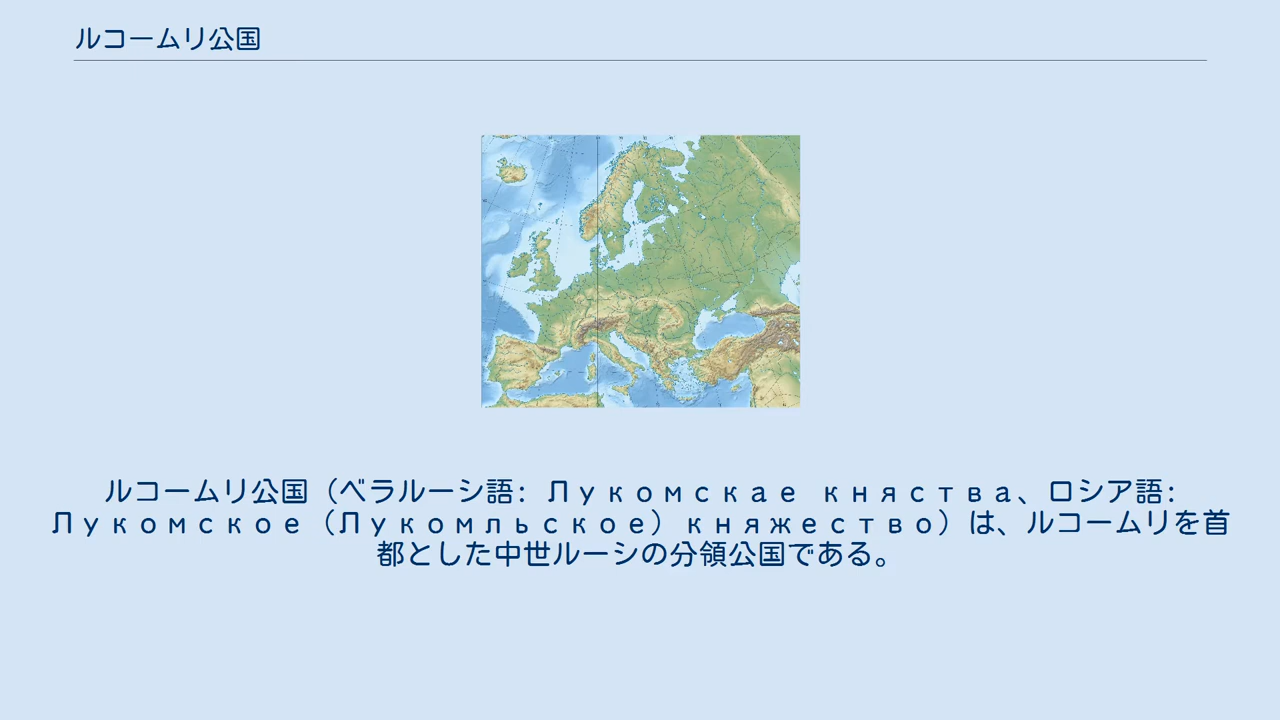 ルコームリ公国
ルコームリ公国（ベラルーシ語: Лукомскае княства、ロシア語:
Лукомское（Лукомльское）княжество）は、ルコームリを首
都とした中世ルーシの分領公国である。